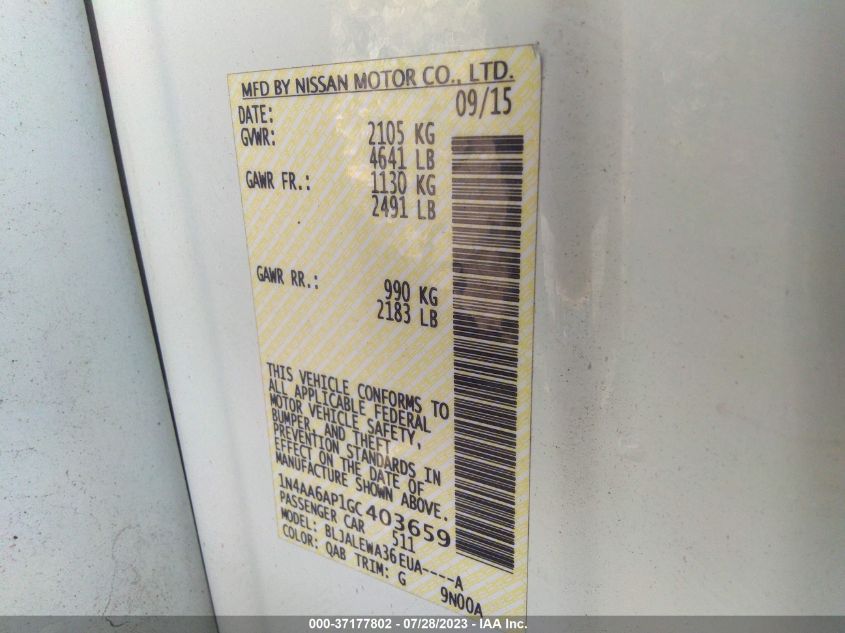 MFD BY NISSAN MOTOR CO., LTD.
DATE: 09/15
GVWR: 2105 KG
4641 LB
GAWR FR.: 1130 KG
2491 LB
GAWR RR.: 990 KG
2183 LB
THIS VEHICLE CONFORMS TO
ALL APPLICABLE FEDERAL
MOTOR VEHICLE SAFETY,
BUMPER, AND THEFT
PREVENTION STANDARDS IN
EFFECT ON THE DATE OF
MANUFACTURE SHOWN ABOVE.
1N4AA6AP1GC403659
PASSENGER CAR 511
MODEL: BLJALEWA36EUA----A
COLOR: QAB TRIM: G 9N00A
000-37177802 - 07/28/2023 - IAA Inc.